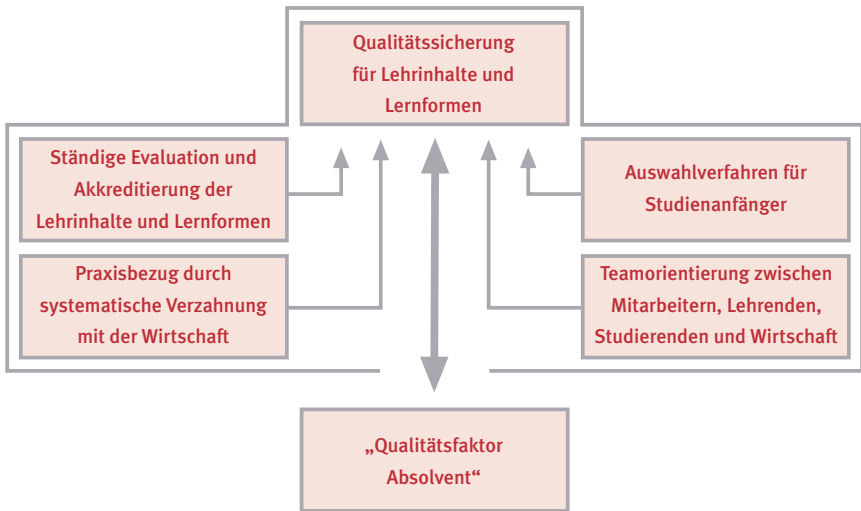 Qualitätssicherung
für Lehrinhalte und
Lernformen
Ständige Evaluation und
Akkreditierung der
Lehrinhalte und Lernformen
Auswahlverfahren für
Studienanfänger
Praxisbezug durch
systematische Verzahnung
mit der Wirtschaft
Teamorientierung zwischen
Mitarbeitern, Lehrenden,
Studierenden und Wirtschaft
„Qualitätsfaktor
Absolvent“